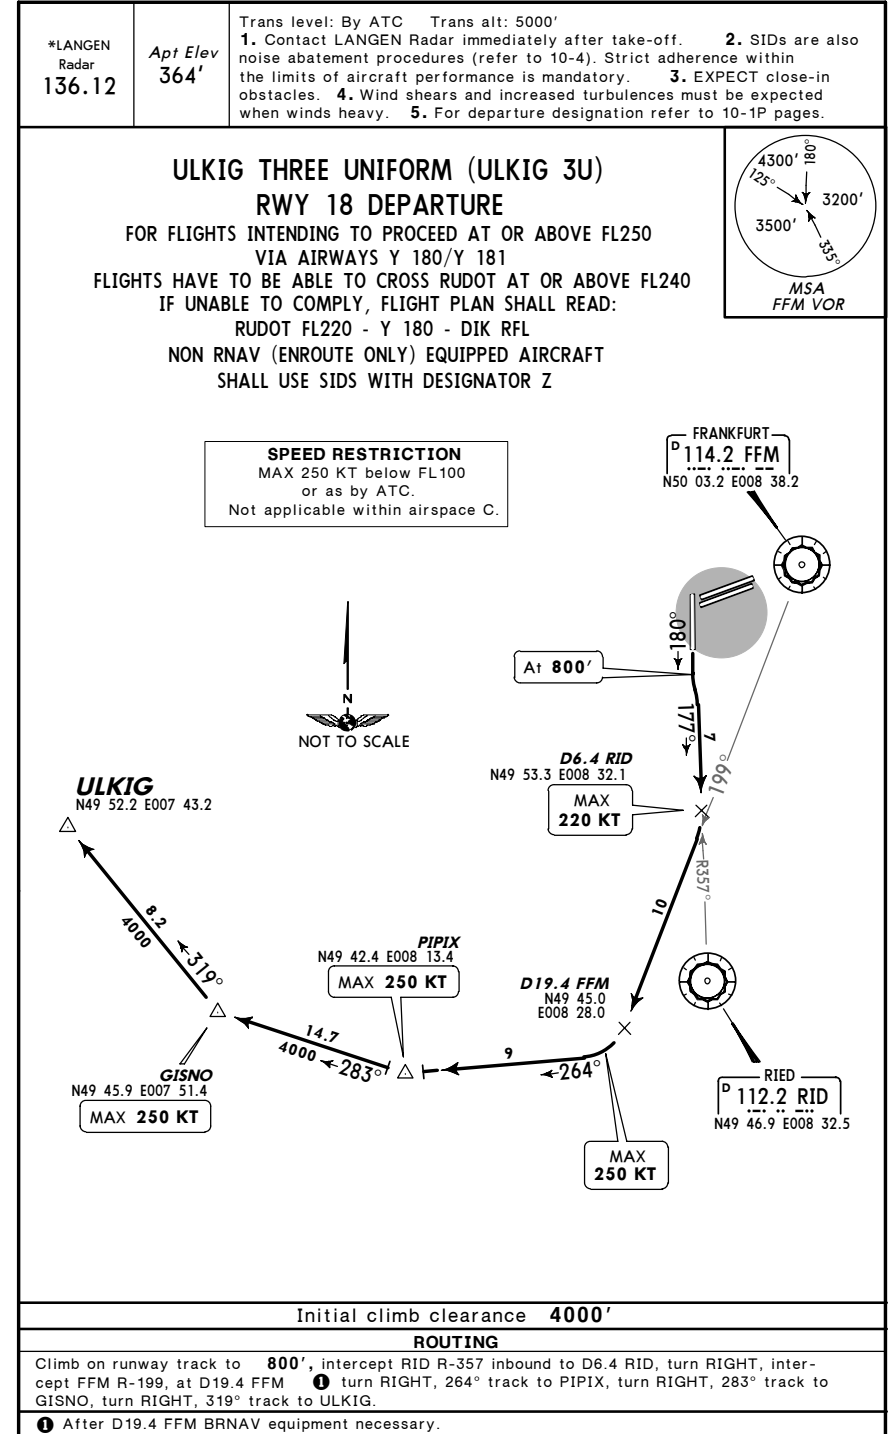 *LANGEN
Radar
136.12
Apt Elev
364'
Trans level: By ATC Trans alt: 5000'
1. Contact LANGEN Radar immediately after take-off. 2. SIDs are also
noise abatement procedures (refer to 10-4). Strict adherence within
the limits of aircraft performance is mandatory. 3. EXPECT close-in
obstacles. 4. Wind shears and increased turbulences must be expected
when winds heavy. 5. For departure designation refer to 10-1P pages.
ULKIG THREE UNIFORM (ULKIG 3U)
RWY 18 DEPARTURE
FOR FLIGHTS INTENDING TO PROCEED AT OR ABOVE FL250
VIA AIRWAYS Y 180/Y 181
FLIGHTS HAVE TO BE ABLE TO CROSS RUDOT AT OR ABOVE FL240
IF UNABLE TO COMPLY, FLIGHT PLAN SHALL READ:
RUDOT FL220 - Y 180 - DIK RFL
NON RNAV (ENROUTE ONLY) EQUIPPED AIRCRAFT
SHALL USE SIDS WITH DESIGNATOR Z
4300'
180°
125°
3200'
3500'
335°
MSA
FFM VOR
SPEED RESTRICTION
MAX 250 KT below FL100
or as by ATC.
Not applicable within airspace C.
FRANKFURT
D
114.2 FFM
N50 03.2 E008 38.2
180°
At 800'
177°
7
N
NOT TO SCALE
D6.4 RID
N49 53.3 E008 32.1
MAX
220 KT
199°
R357°
ULKIG
N49 52.2 E007 43.2
8.2
4000
319°
10
PIPIX
N49 42.4 E008 13.4
MAX 250 KT
D19.4 FFM
N49 45.0
E008 28.0
14.7
4000
283°
9
264°
GISNO
N49 45.9 E007 51.4
MAX 250 KT
RIED
D
112.2 RID
N49 46.9 E008 32.5
MAX
250 KT
Initial climb clearance 4000'
ROUTING
Climb on runway track to 800', intercept RID R-357 inbound to D6.4 RID, turn RIGHT, inter-
cept FFM R-199, at D19.4 FFM ❶ turn RIGHT, 264° track to PIPIX, turn RIGHT, 283° track to
GISNO, turn RIGHT, 319° track to ULKIG.
❶ After D19.4 FFM BRNAV equipment necessary.